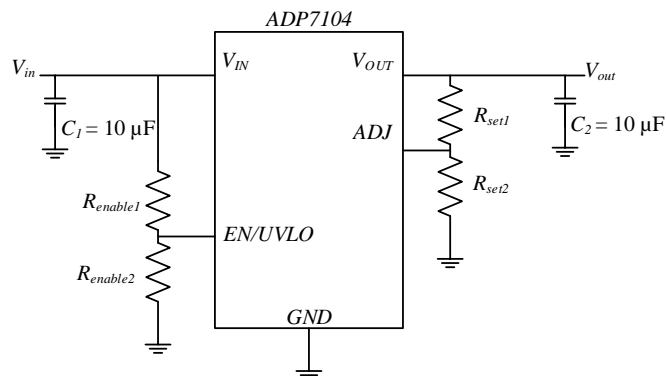 ADP7104
V_in
V_IN
V_OUT
V_out
C_1 = 10 µF
R_set1
C_2 = 10 µF
ADJ
R_set2
R_enable1
EN/UVLO
R_enable2
GND